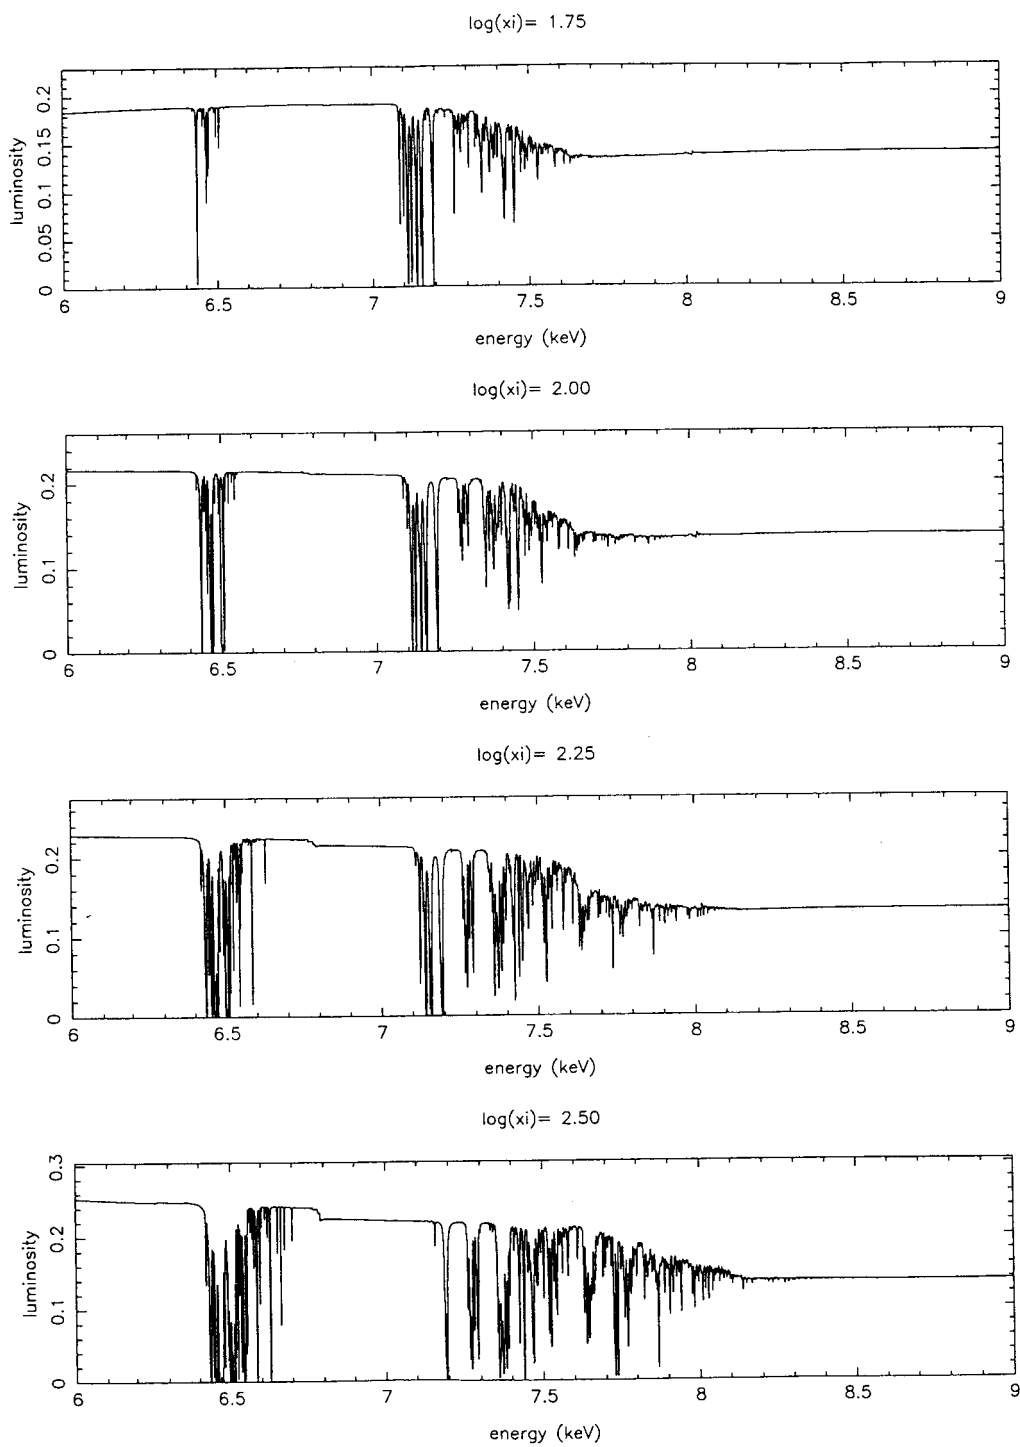 log(xi)= 1.75
luminosity
0 0.05 0.1 0.15 0.2
6 6.5 7 7.5 8 8.5 9
energy (keV)
log(xi)= 2.00
luminosity
0 0.1 0.2
6 6.5 7 7.5 8 8.5 9
energy (keV)
log(xi)= 2.25
luminosity
0 0.1 0.2
6 6.5 7 7.5 8 8.5 9
energy (keV)
log(xi)= 2.50
luminosity
0 0.1 0.2 0.3
6 6.5 7 7.5 8 8.5 9
energy (keV)